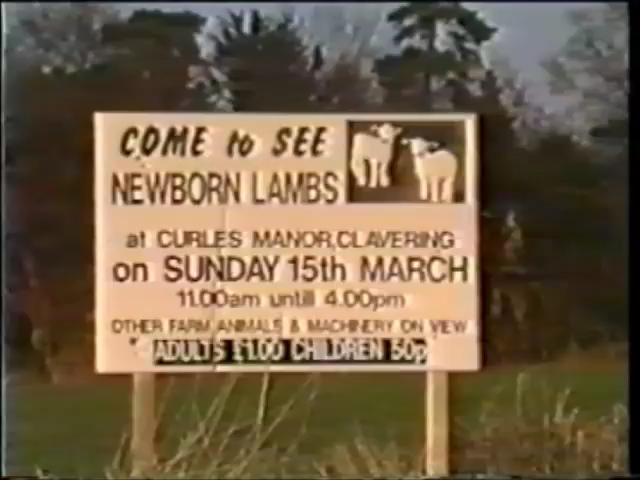 COME to SEE
NEWBORN LAMBS
at CURLES MANOR,CLAVERING
on SUNDAY 15th MARCH
11.00am untill 4.00pm
OTHER FARM ANIMALS & MACHINERY ON VIEW
ADULTS £1.00 CHILDREN 50p